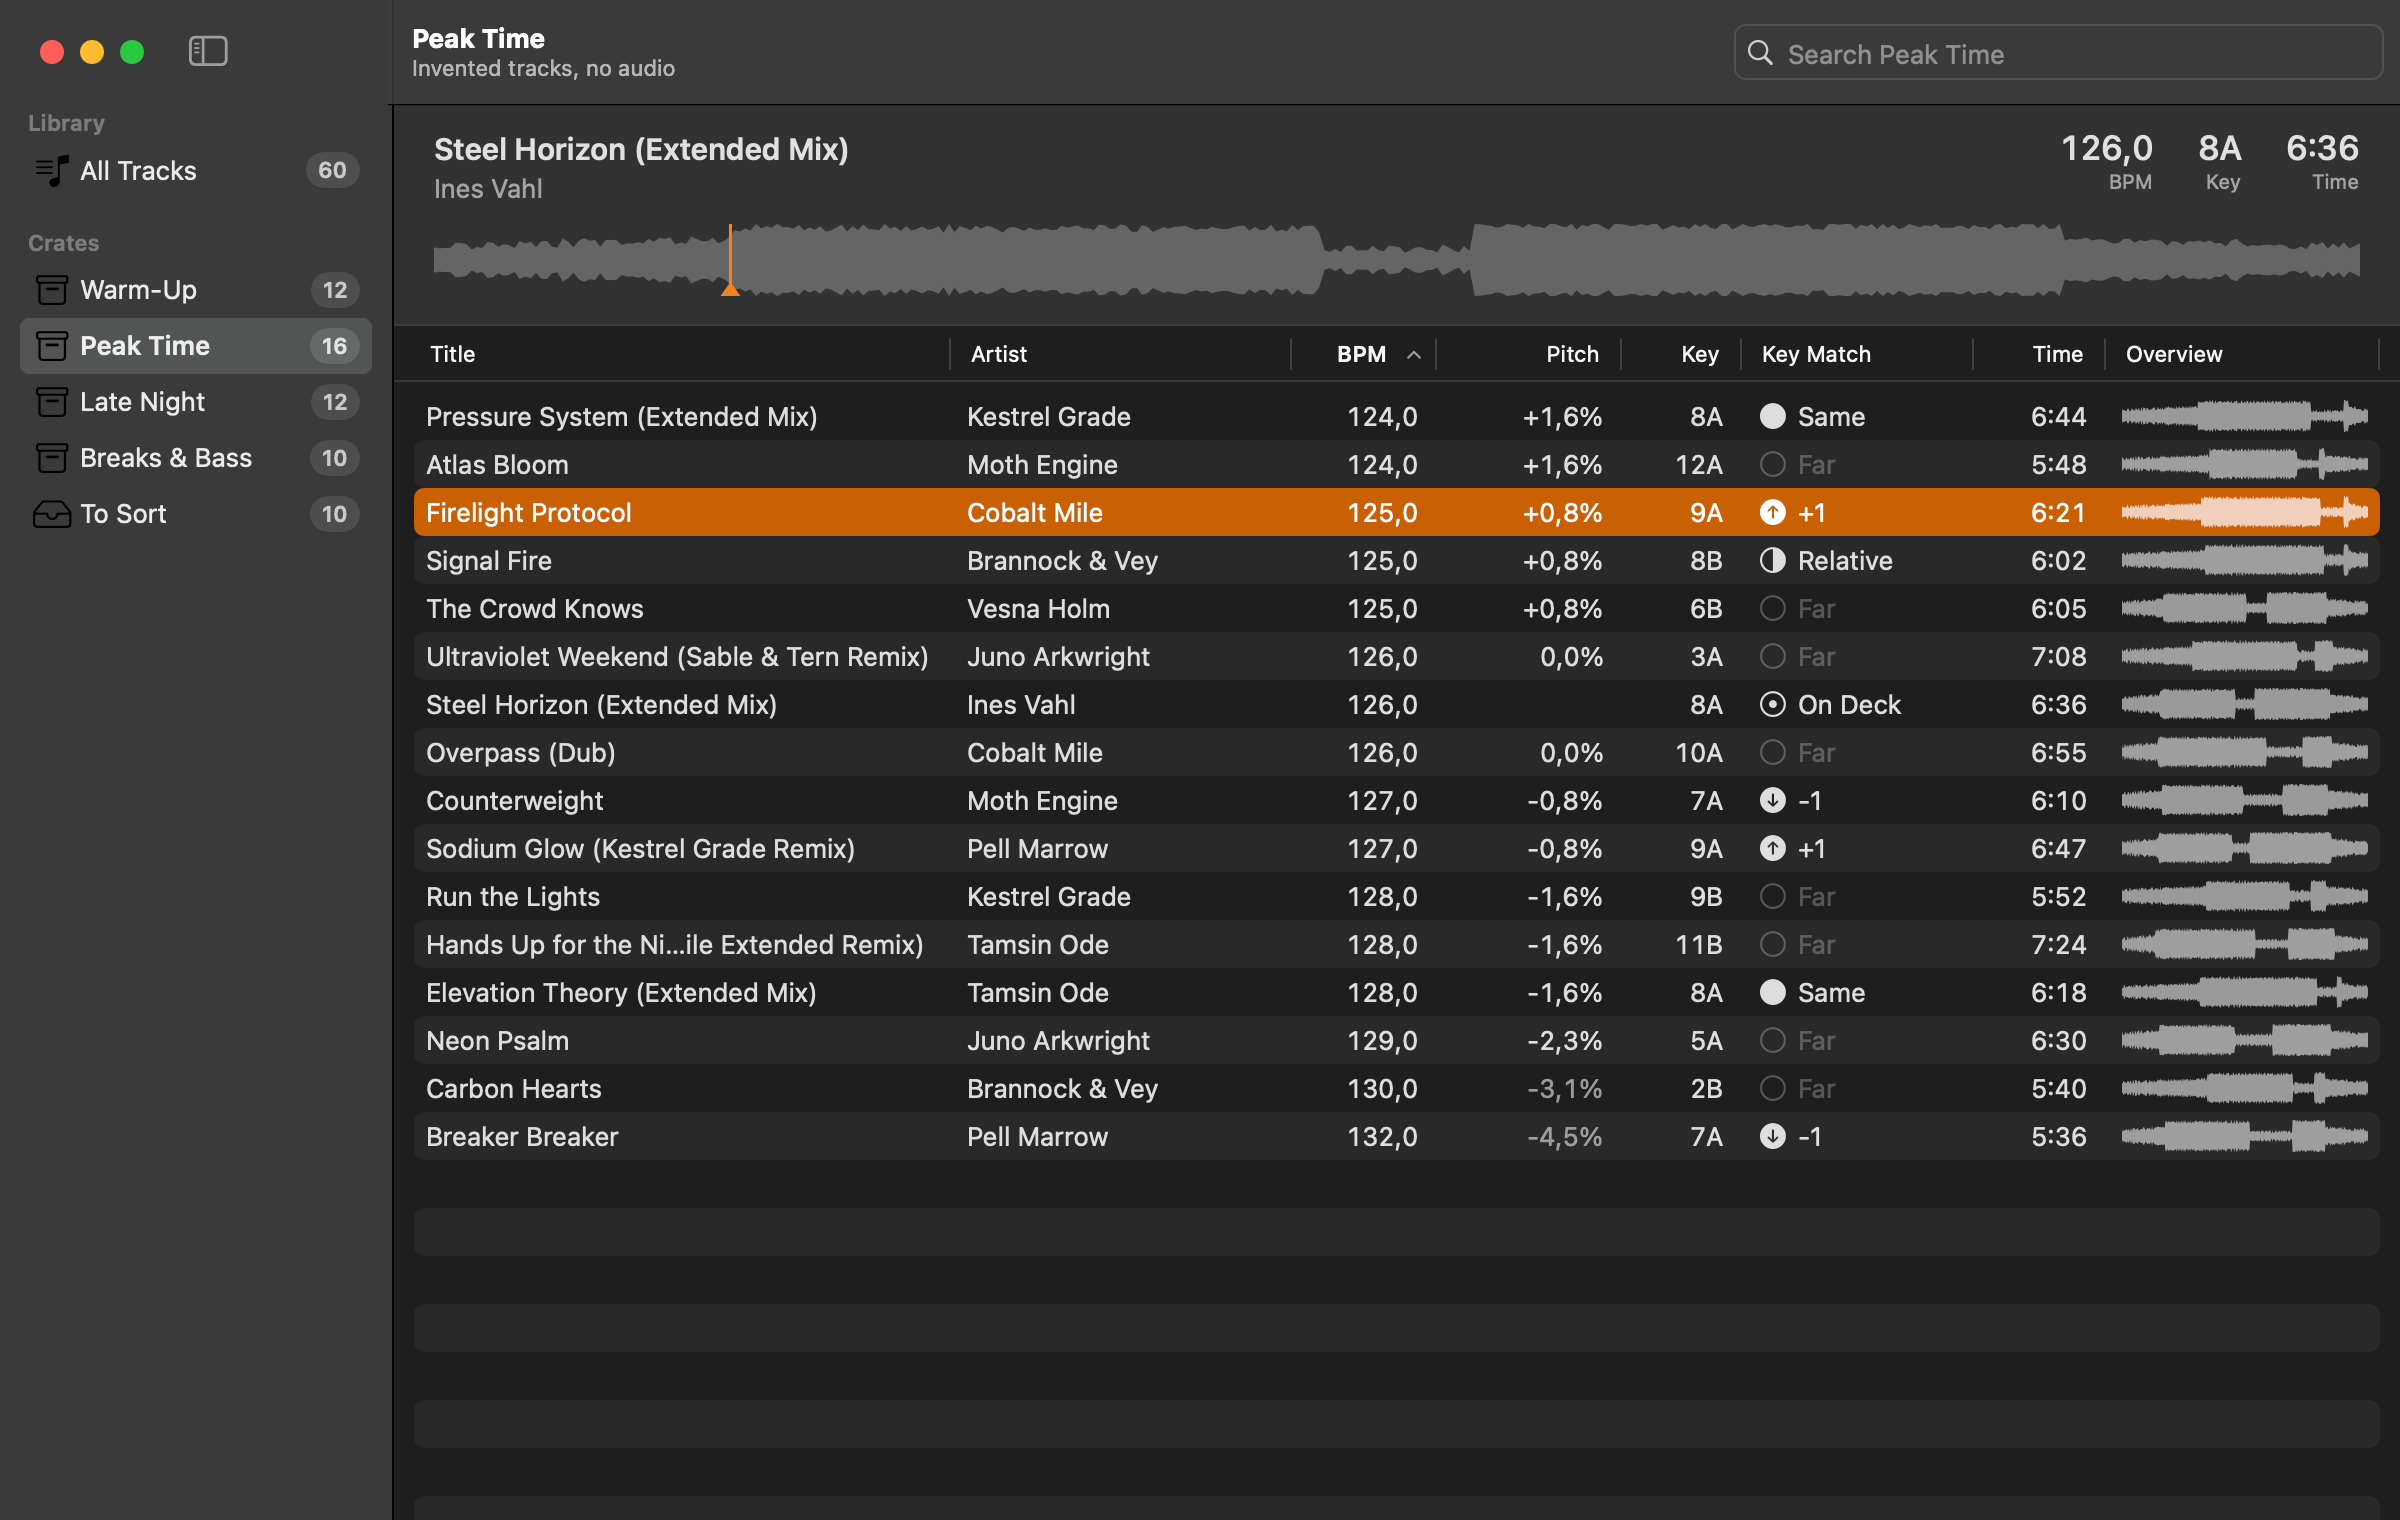 Peak Time
Invented tracks, no audio
Search Peak Time
Library
All Tracks 60
Crates
Warm-Up 12
Peak Time 16
Late Night 12
Breaks & Bass 10
To Sort 10
Steel Horizon (Extended Mix)
Ines Vahl
126,0 8A 6:36
BPM Key Time
Title Artist BPM Pitch Key Key Match Time Overview
Pressure System (Extended Mix) Kestrel Grade 124,0 +1,6% 8A Same 6:44
Atlas Bloom Moth Engine 124,0 +1,6% 12A Far 5:48
Firelight Protocol Cobalt Mile 125,0 +0,8% 9A +1 6:21
Signal Fire Brannock & Vey 125,0 +0,8% 8B Relative 6:02
The Crowd Knows Vesna Holm 125,0 +0,8% 6B Far 6:05
Ultraviolet Weekend (Sable & Tern Remix) Juno Arkwright 126,0 0,0% 3A Far 7:08
Steel Horizon (Extended Mix) Ines Vahl 126,0 8A On Deck 6:36
Overpass (Dub) Cobalt Mile 126,0 0,0% 10A Far 6:55
Counterweight Moth Engine 127,0 -0,8% 7A -1 6:10
Sodium Glow (Kestrel Grade Remix) Pell Marrow 127,0 -0,8% 9A +1 6:47
Run the Lights Kestrel Grade 128,0 -1,6% 9B Far 5:52
Hands Up for the Ni...ile Extended Remix) Tamsin Ode 128,0 -1,6% 11B Far 7:24
Elevation Theory (Extended Mix) Tamsin Ode 128,0 -1,6% 8A Same 6:18
Neon Psalm Juno Arkwright 129,0 -2,3% 5A Far 6:30
Carbon Hearts Brannock & Vey 130,0 -3,1% 2B Far 5:40
Breaker Breaker Pell Marrow 132,0 -4,5% 7A -1 5:36